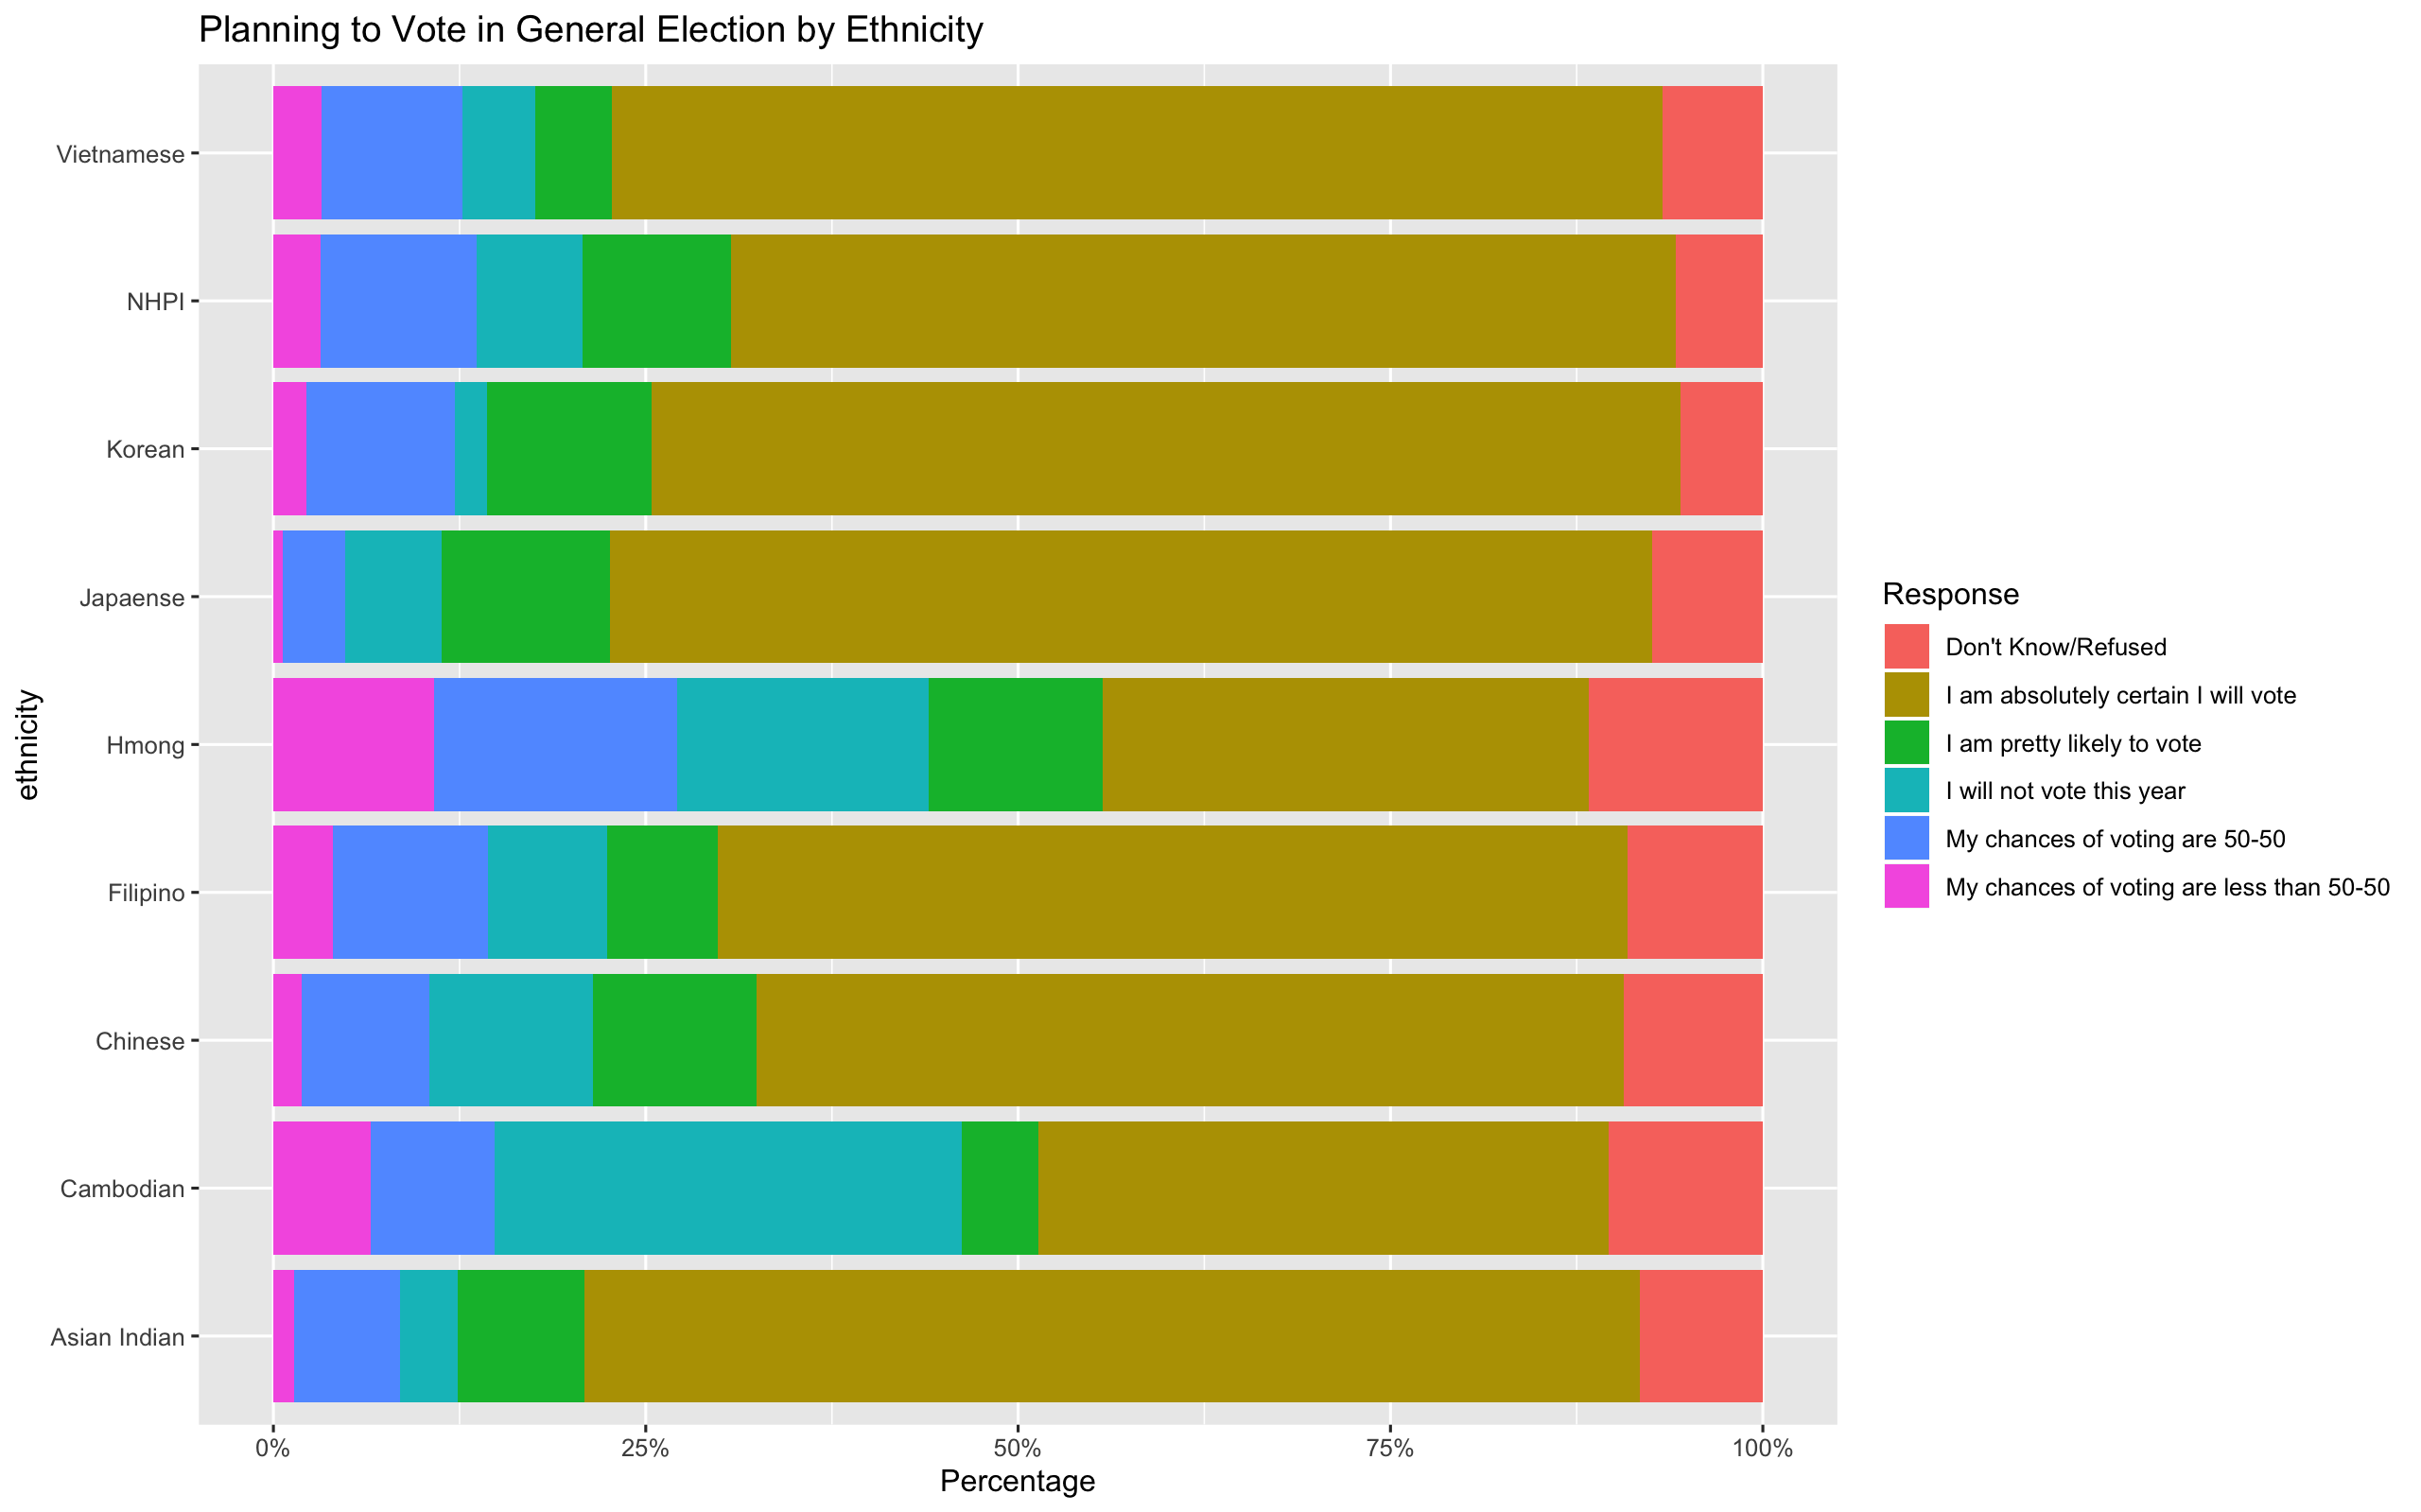 Planning to Vote in General Election by Ethnicity
ethnicity
Vietnamese
NHPI
Korean
Japaense
Hmong
Filipino
Chinese
Cambodian
Asian Indian
0%
25%
50%
75%
100%
Percentage
Response
Don't Know/Refused
I am absolutely certain I will vote
I am pretty likely to vote
I will not vote this year
My chances of voting are 50-50
My chances of voting are less than 50-50